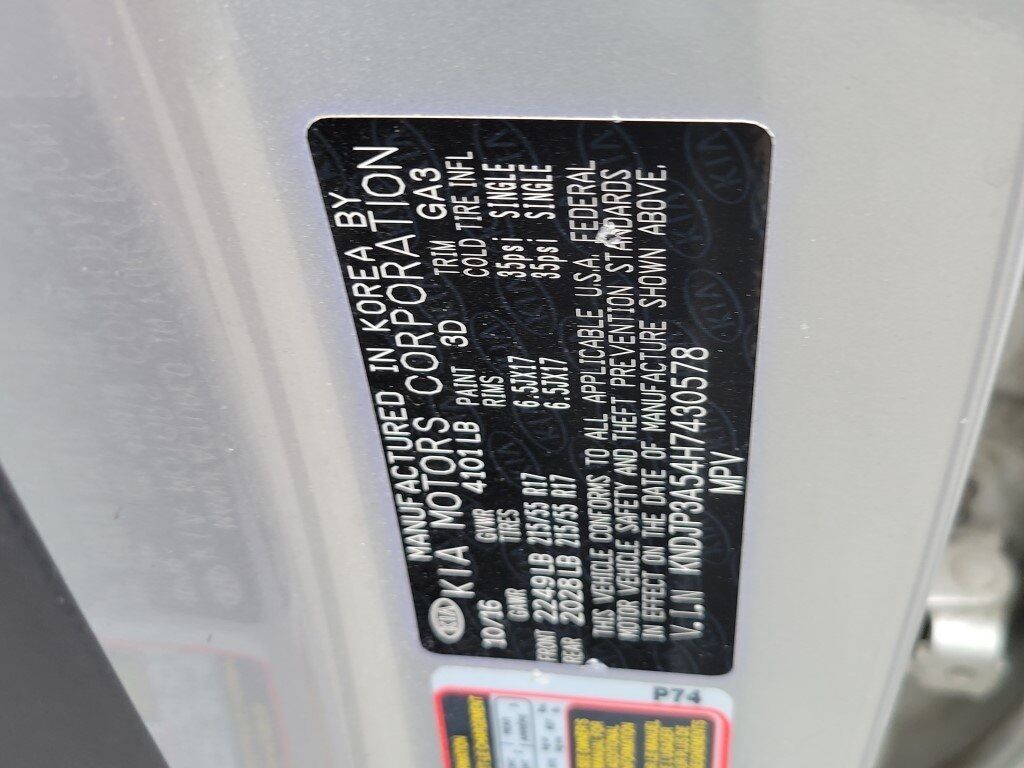 MANUFACTURED IN KOREA BY
KIA KIA MOTORS CORPORATION
10/16 4101LB 3D GA3
GVWR PAINT TRIM
GAWR TIRES RIMS COLD TIRE INFL
FRONT 2249LB 215/55 R17 6.5JX17 35psi SINGLE
REAR 2028LB 215/55 R17 6.5JX17 35psi SINGLE
THIS VEHICLE CONFORMS TO ALL APPLICABLE U.S.A. FEDERAL
MOTOR VEHICLE SAFETY AND THEFT PREVENTION STANDARDS
IN EFFECT ON THE DATE OF MANUFACTURE SHOWN ABOVE.
V.I.N KNDJP3A54H7430578
MPV
P74